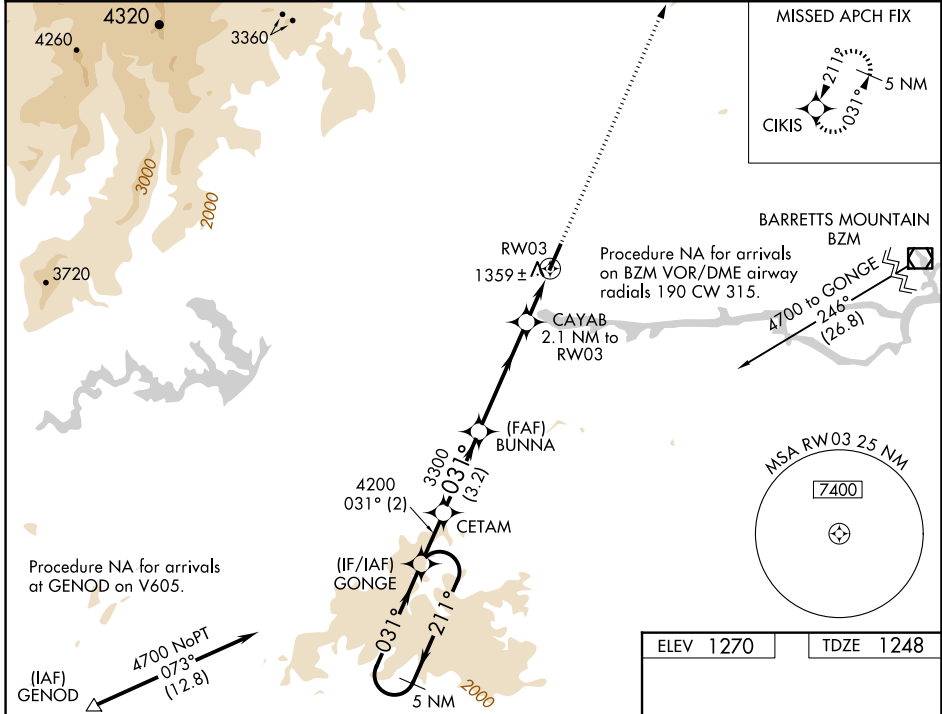 4320
4260
3360
3000
2000
3720
MISSED APCH FIX
211°
5 NM
031°
CIKIS
BARRETTS MOUNTAIN
BZM
RW03
1359 ±
Procedure NA for arrivals
on BZM VOR/DME airway
radials 190 CW 315.
4700 to GONGE
246°
(26.8)
CAYAB
2.1 NM to
RW03
(FAF)
BUNNA
3300
031°
(3.2)
4200
031° (2)
CETAM
(IF/IAF)
GONGE
031°
211°
5 NM
2000
MSA RW03 25 NM
7400
Procedure NA for arrivals
at GENOD on V605.
4700 NoPT
073°
(12.8)
(IAF)
GENOD
ELEV 1270
TDZE 1248